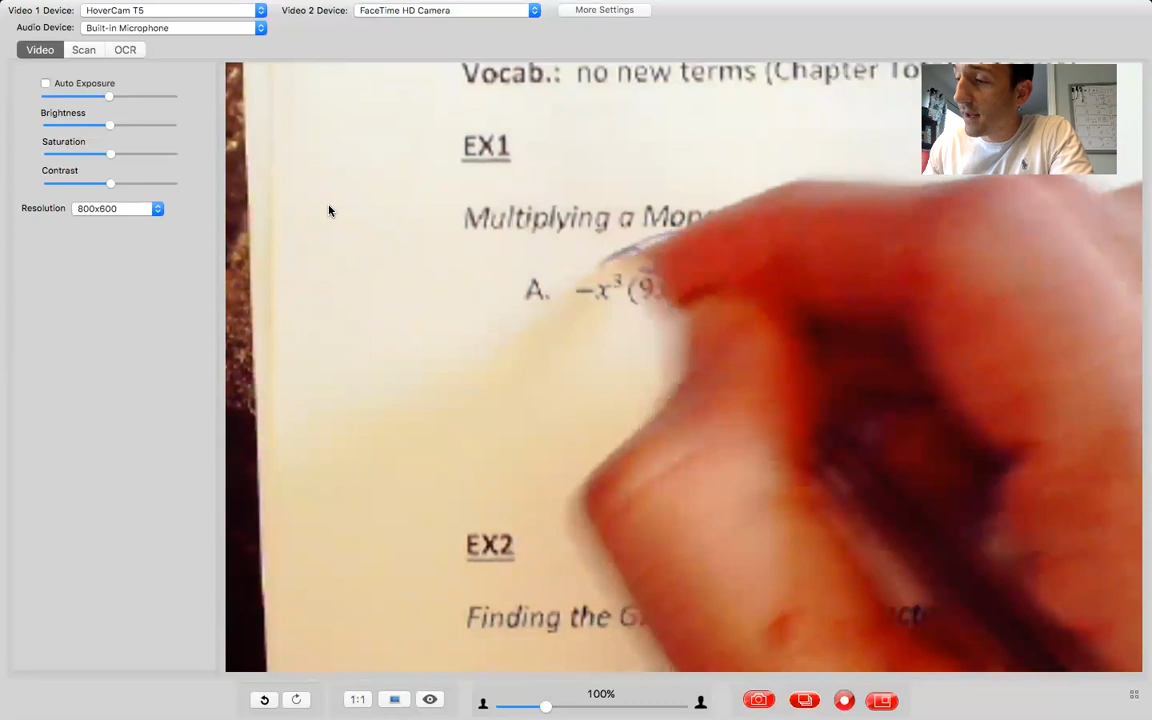 Video 1 Device: HoverCam T5 Video 2 Device: FaceTime HD Camera More Settings
Audio Device: Built-in Microphone
Video Scan OCR
Auto Exposure
Brightness
Saturation
Contrast
Resolution 800x600
Vocab.: no new terms (Chapter
EX1
Multiplying a
A. −x³(9
EX2
Finding the
1:1 100%